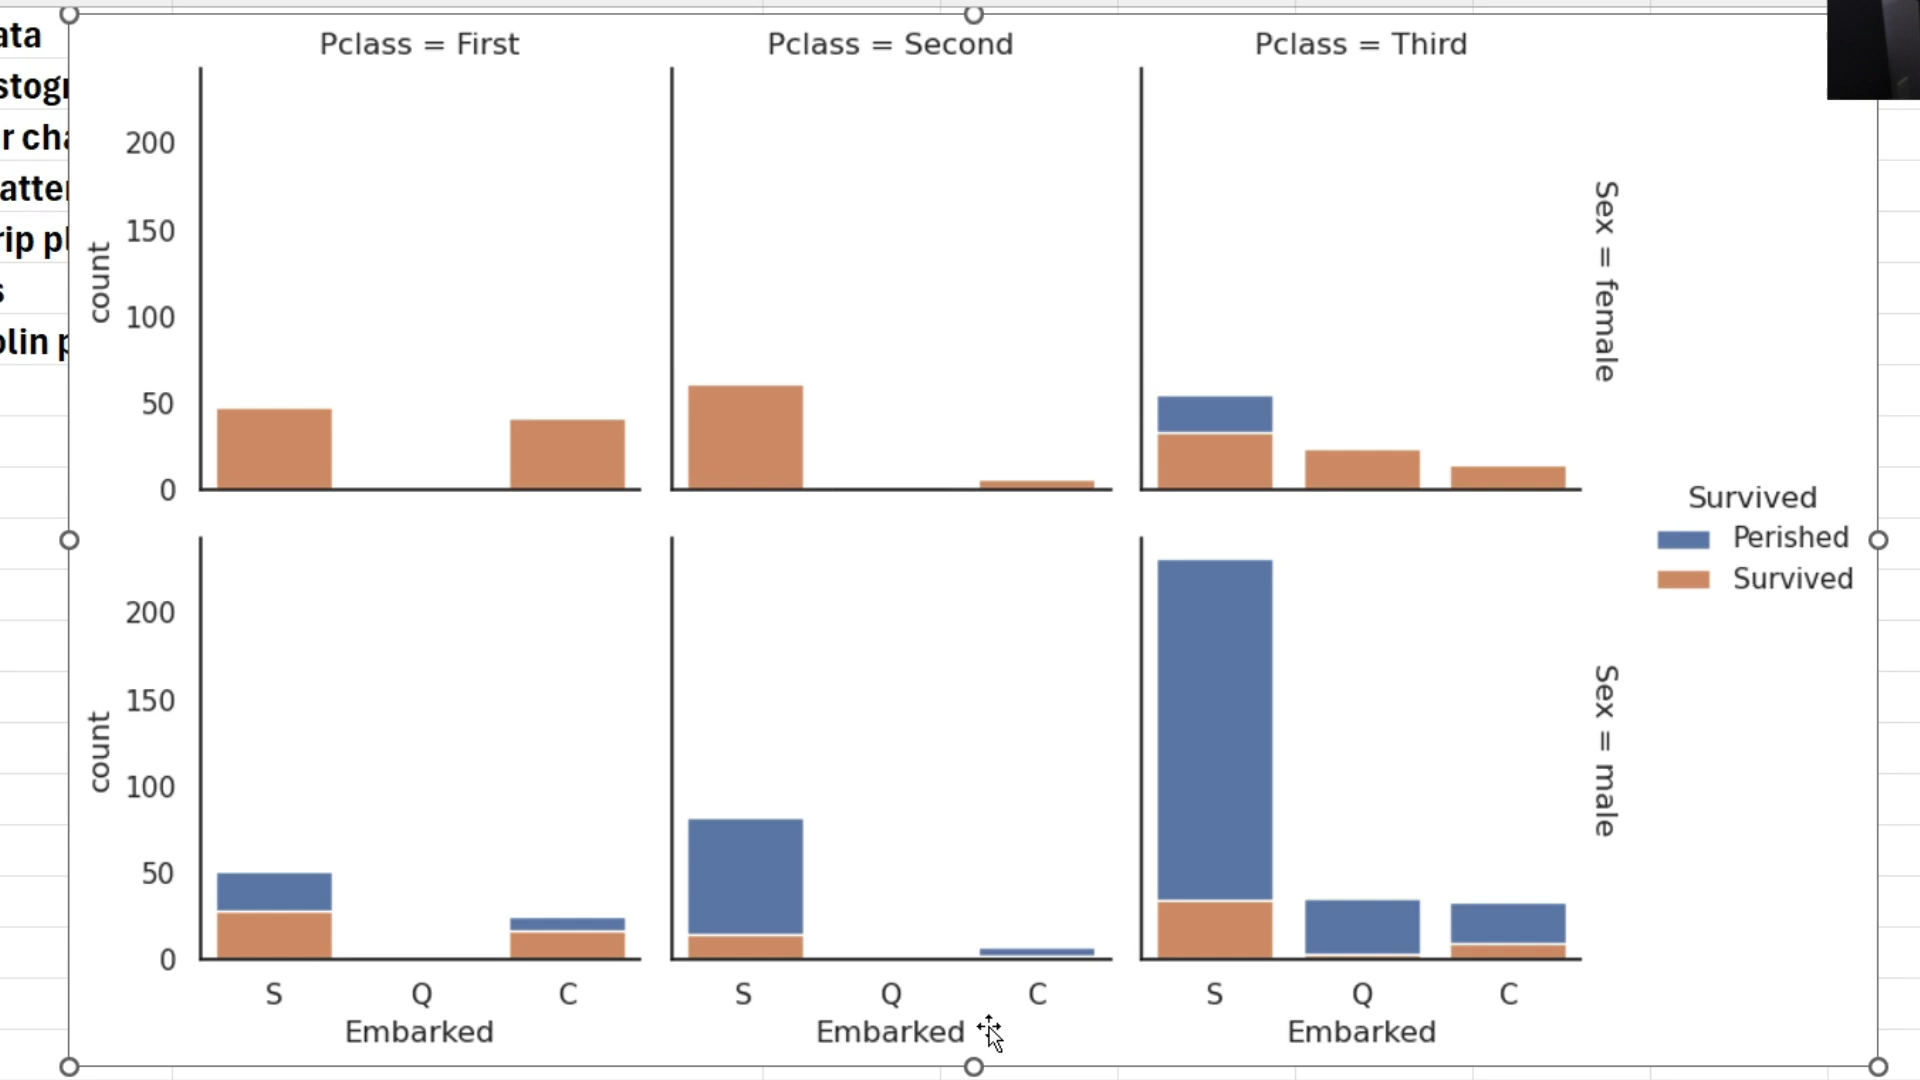 ata
stogr
r cha
atter
rip pl
s
olin p
Pclass = First
Pclass = Second
Pclass = Third
count
200
150
100
50
0
Sex = female
Survived
Perished
Survived
count
200
150
100
50
0
Sex = male
S Q C
S Q C
S Q C
Embarked
Embarked
Embarked